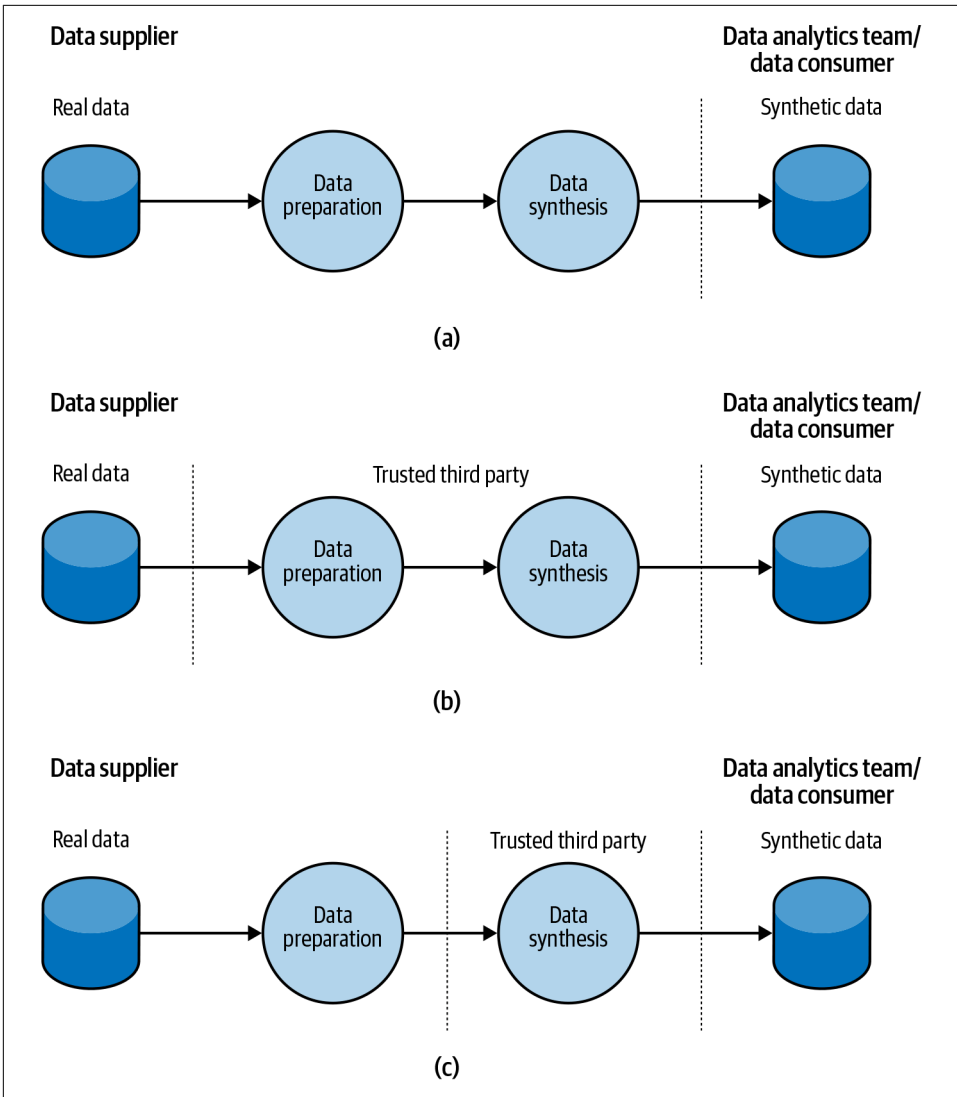 Data supplier
Data analytics team/
data consumer
Real data
Synthetic data
Data
preparation
Data
synthesis
(a)
Data supplier
Data analytics team/
data consumer
Real data
Trusted third party
Synthetic data
Data
preparation
Data
synthesis
(b)
Data supplier
Data analytics team/
data consumer
Real data
Trusted third party
Synthetic data
Data
preparation
Data
synthesis
(c)